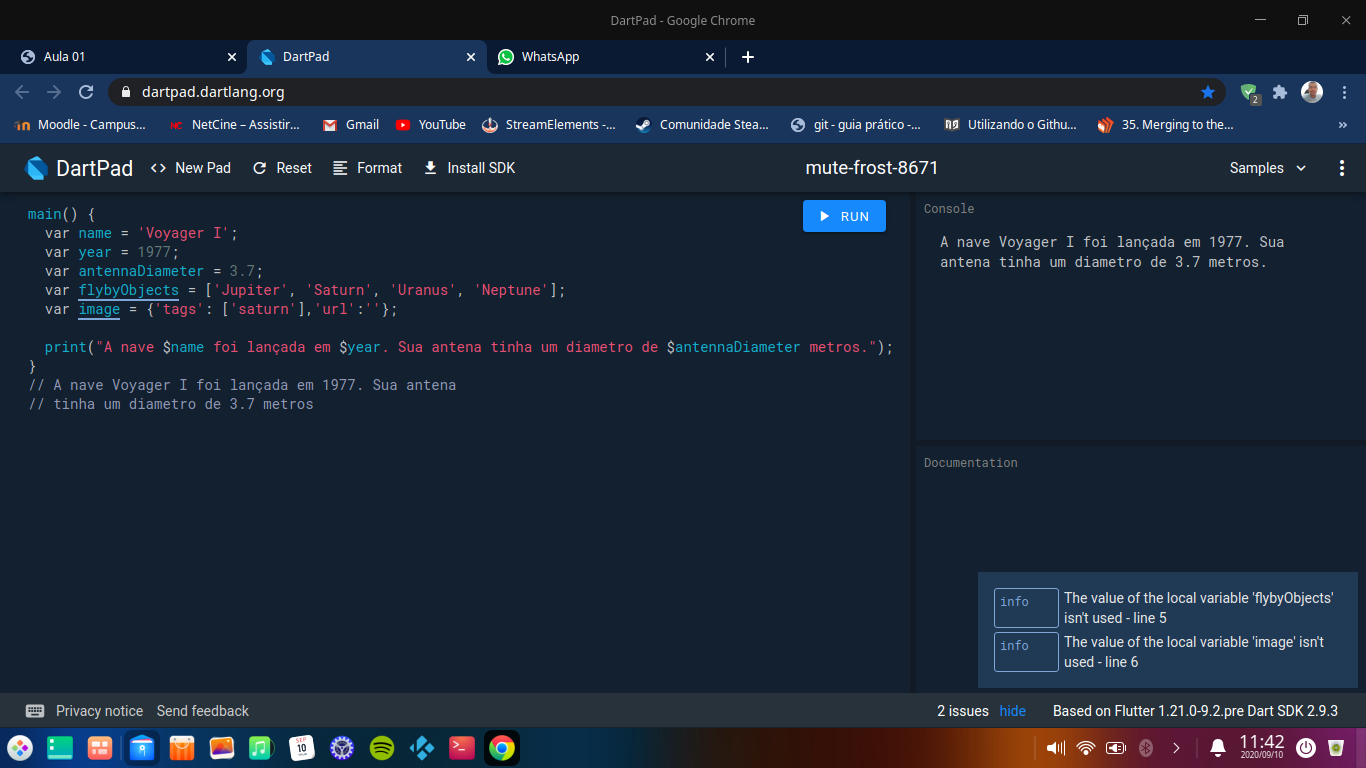 DartPad - Google Chrome
Aula 01
DartPad
WhatsApp
dartpad.dartlang.org
2
Moodle - Campus...
NC
NetCine – Assistir...
Gmail
YouTube
StreamElements -...
Comunidade Stea...
git - guia prático -...
Utilizando o Githu...
35. Merging to the...
»
DartPad
<> New Pad
Reset
Format
Install SDK
mute-frost-8671
Samples
main() {
var name = 'Voyager I';
var year = 1977;
var antennaDiameter = 3.7;
var flybyObjects = ['Jupiter', 'Saturn', 'Uranus', 'Neptune'];
var image = {'tags': ['saturn'],'url':''};
print("A nave $name foi lançada em $year. Sua antena tinha um diametro de $antennaDiameter metros.");
}
// A nave Voyager I foi lançada em 1977. Sua antena
// tinha um diametro de 3.7 metros
RUN
Console
A nave Voyager I foi lançada em 1977. Sua
antena tinha um diametro de 3.7 metros.
Documentation
info
The value of the local variable 'flybyObjects'
isn't used - line 5
info
The value of the local variable 'image' isn't
used - line 6
Privacy notice
Send feedback
2 issues
hide
Based on Flutter 1.21.0-9.2.pre Dart SDK 2.9.3
SEP
10
11:42
2020/09/10